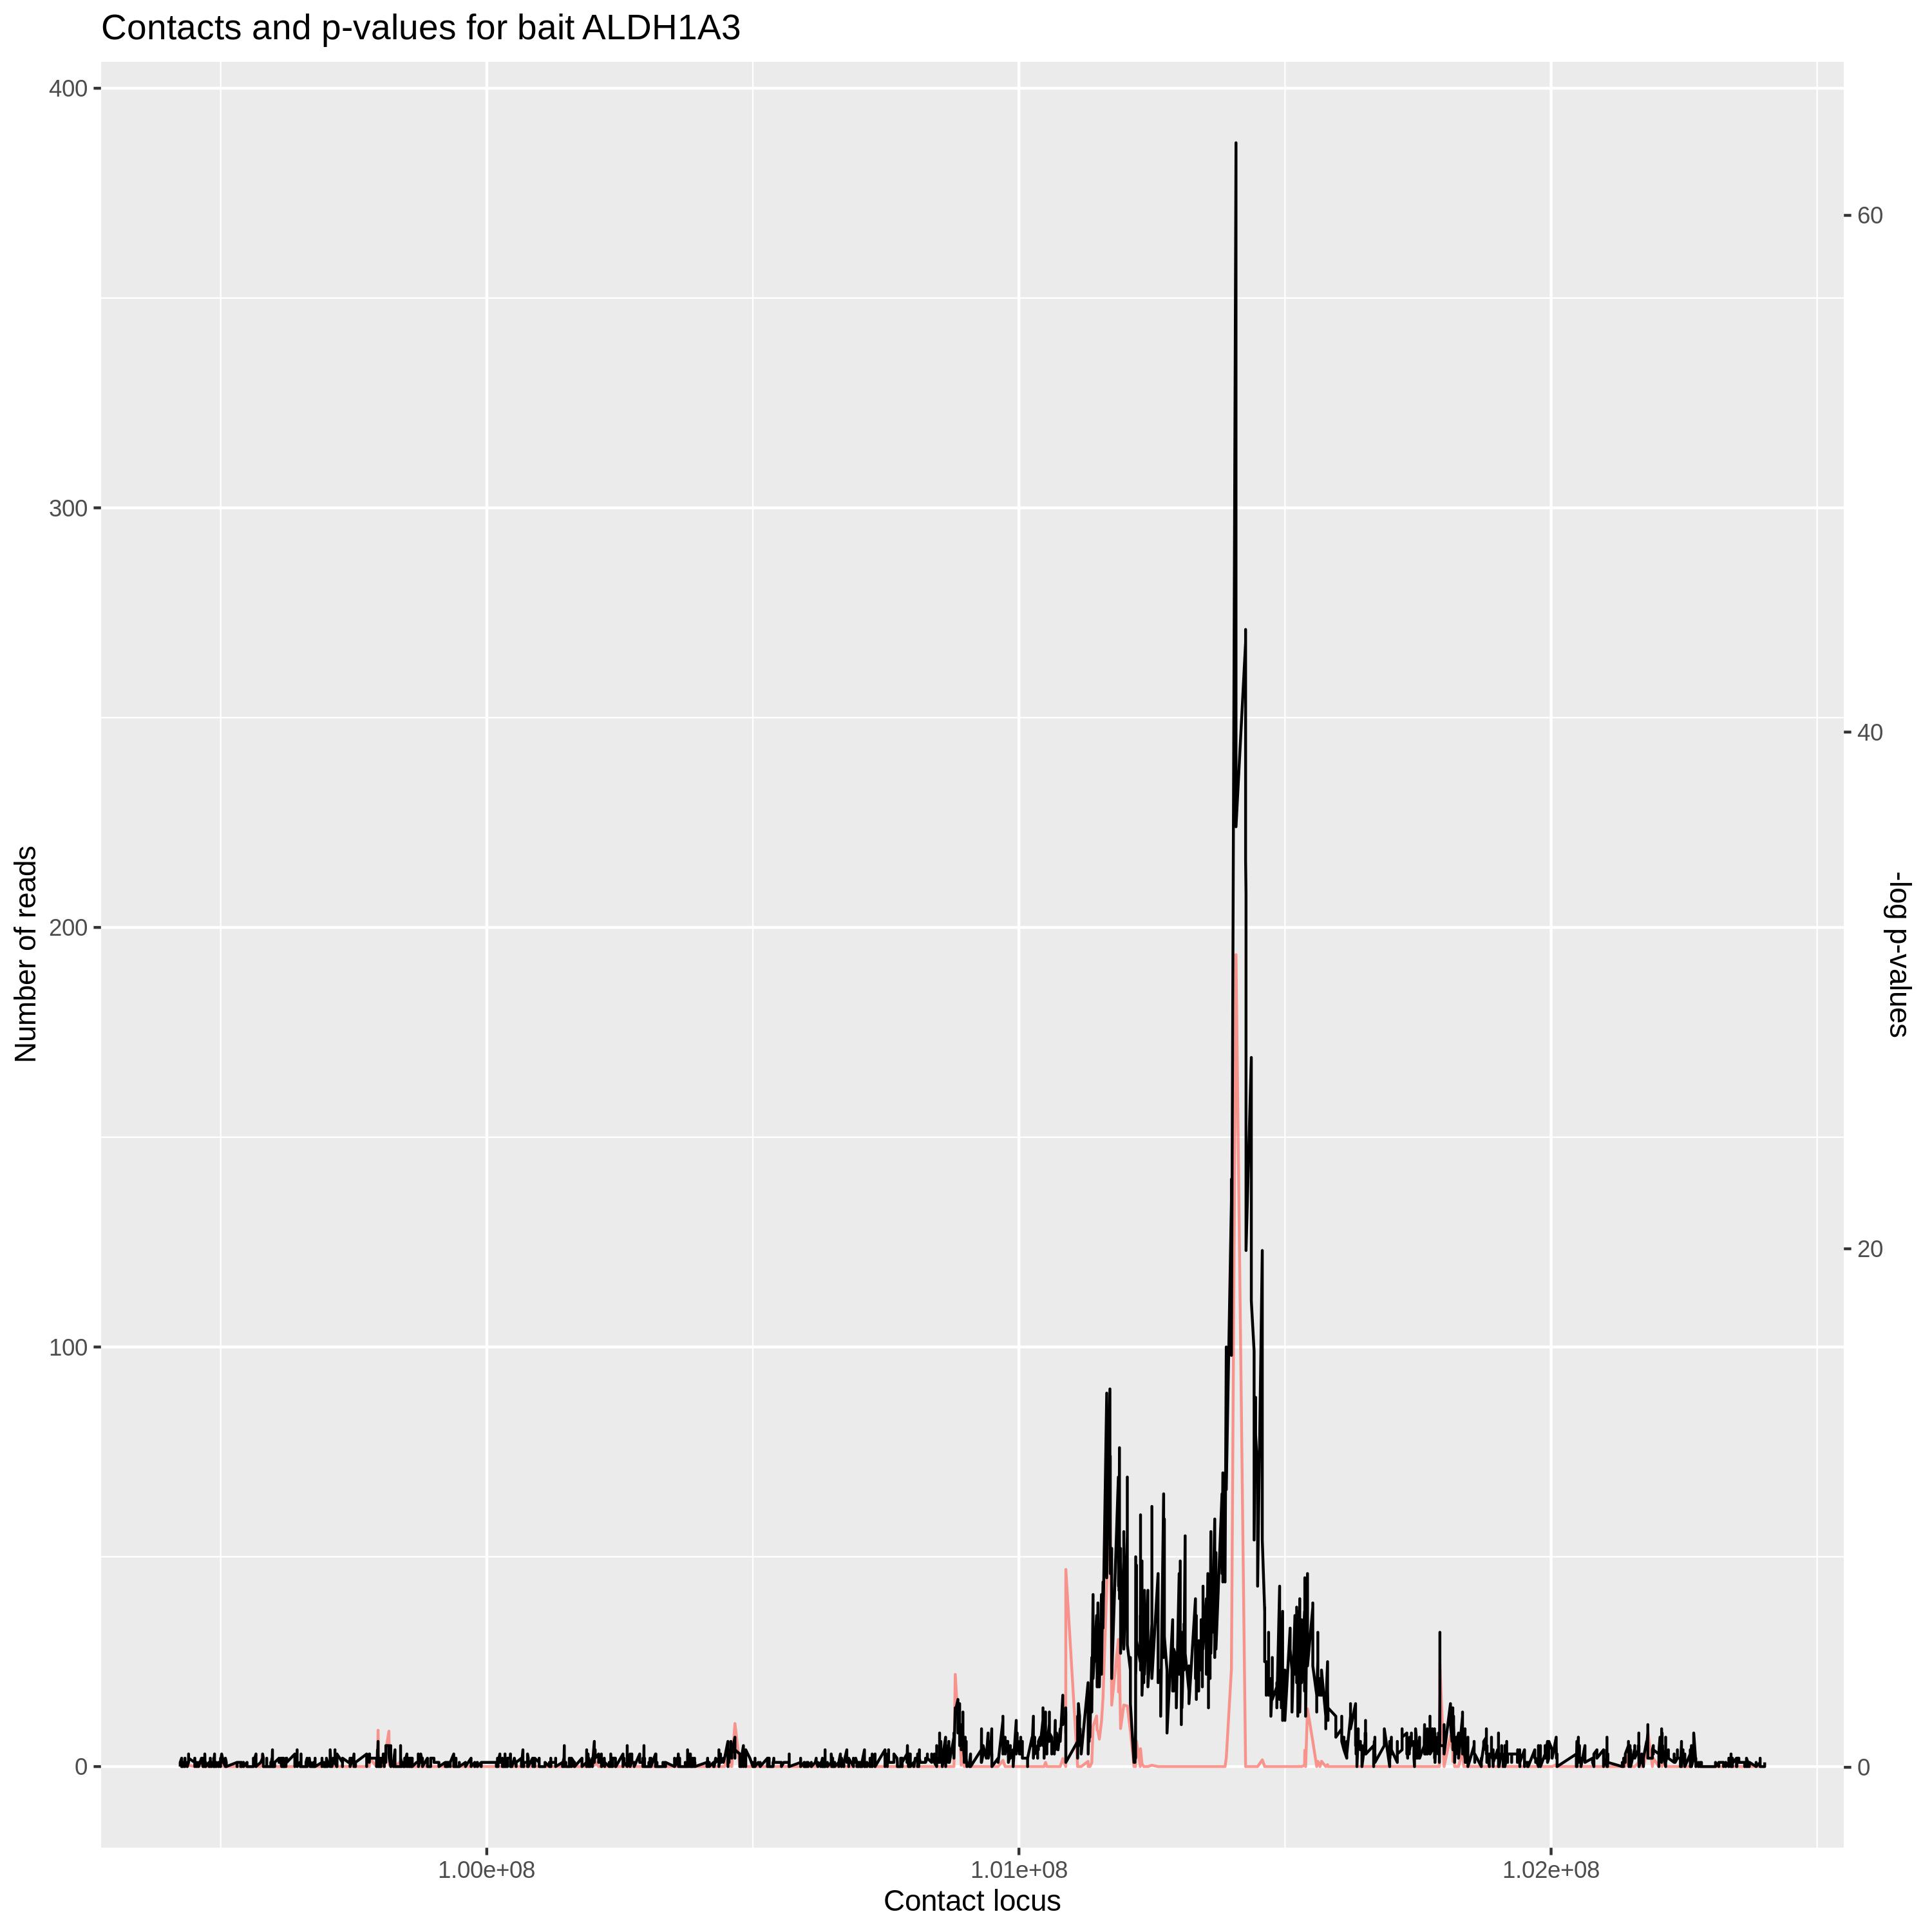 Contacts and p-values for bait ALDH1A3
400
300
200
100
0
Number of reads
60
40
20
0
-log p-values
1.00e+08
1.01e+08
1.02e+08
Contact locus